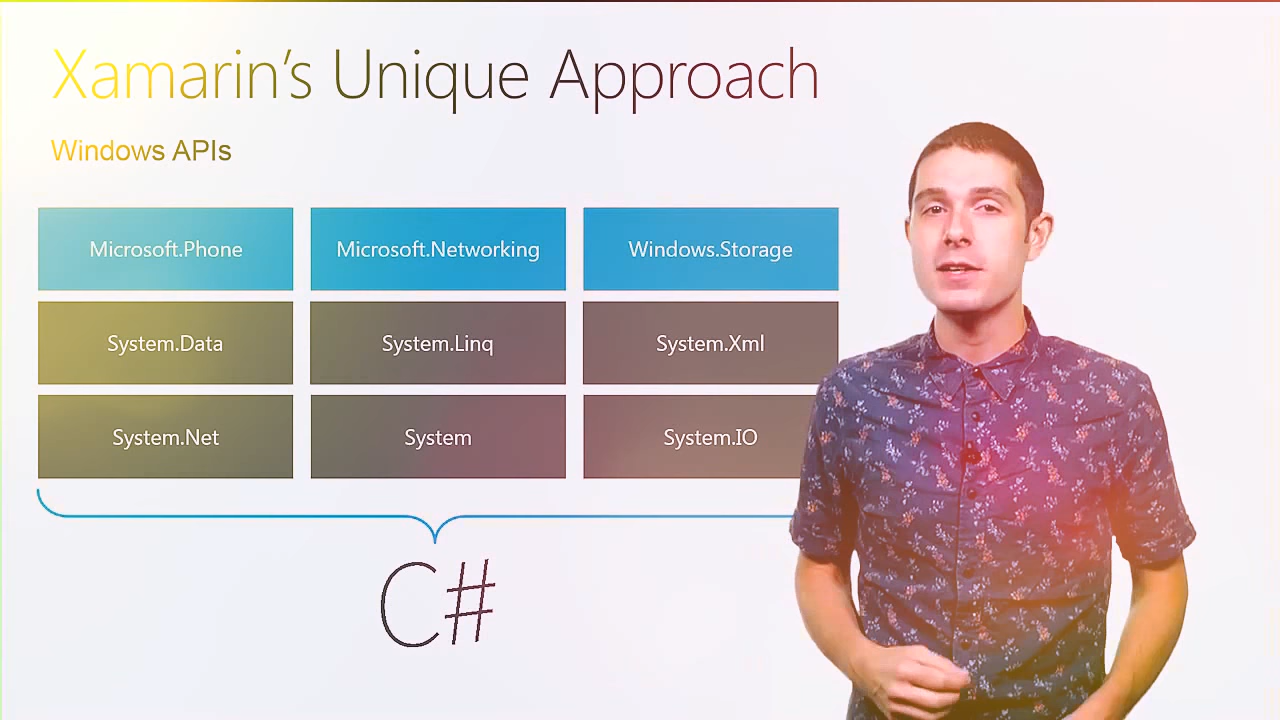 Xamarin’s Unique Approach
Windows APIs
Microsoft.Phone Microsoft.Networking Windows.Storage
System.Data System.Linq System.Xml
System.Net System System.IO
C#